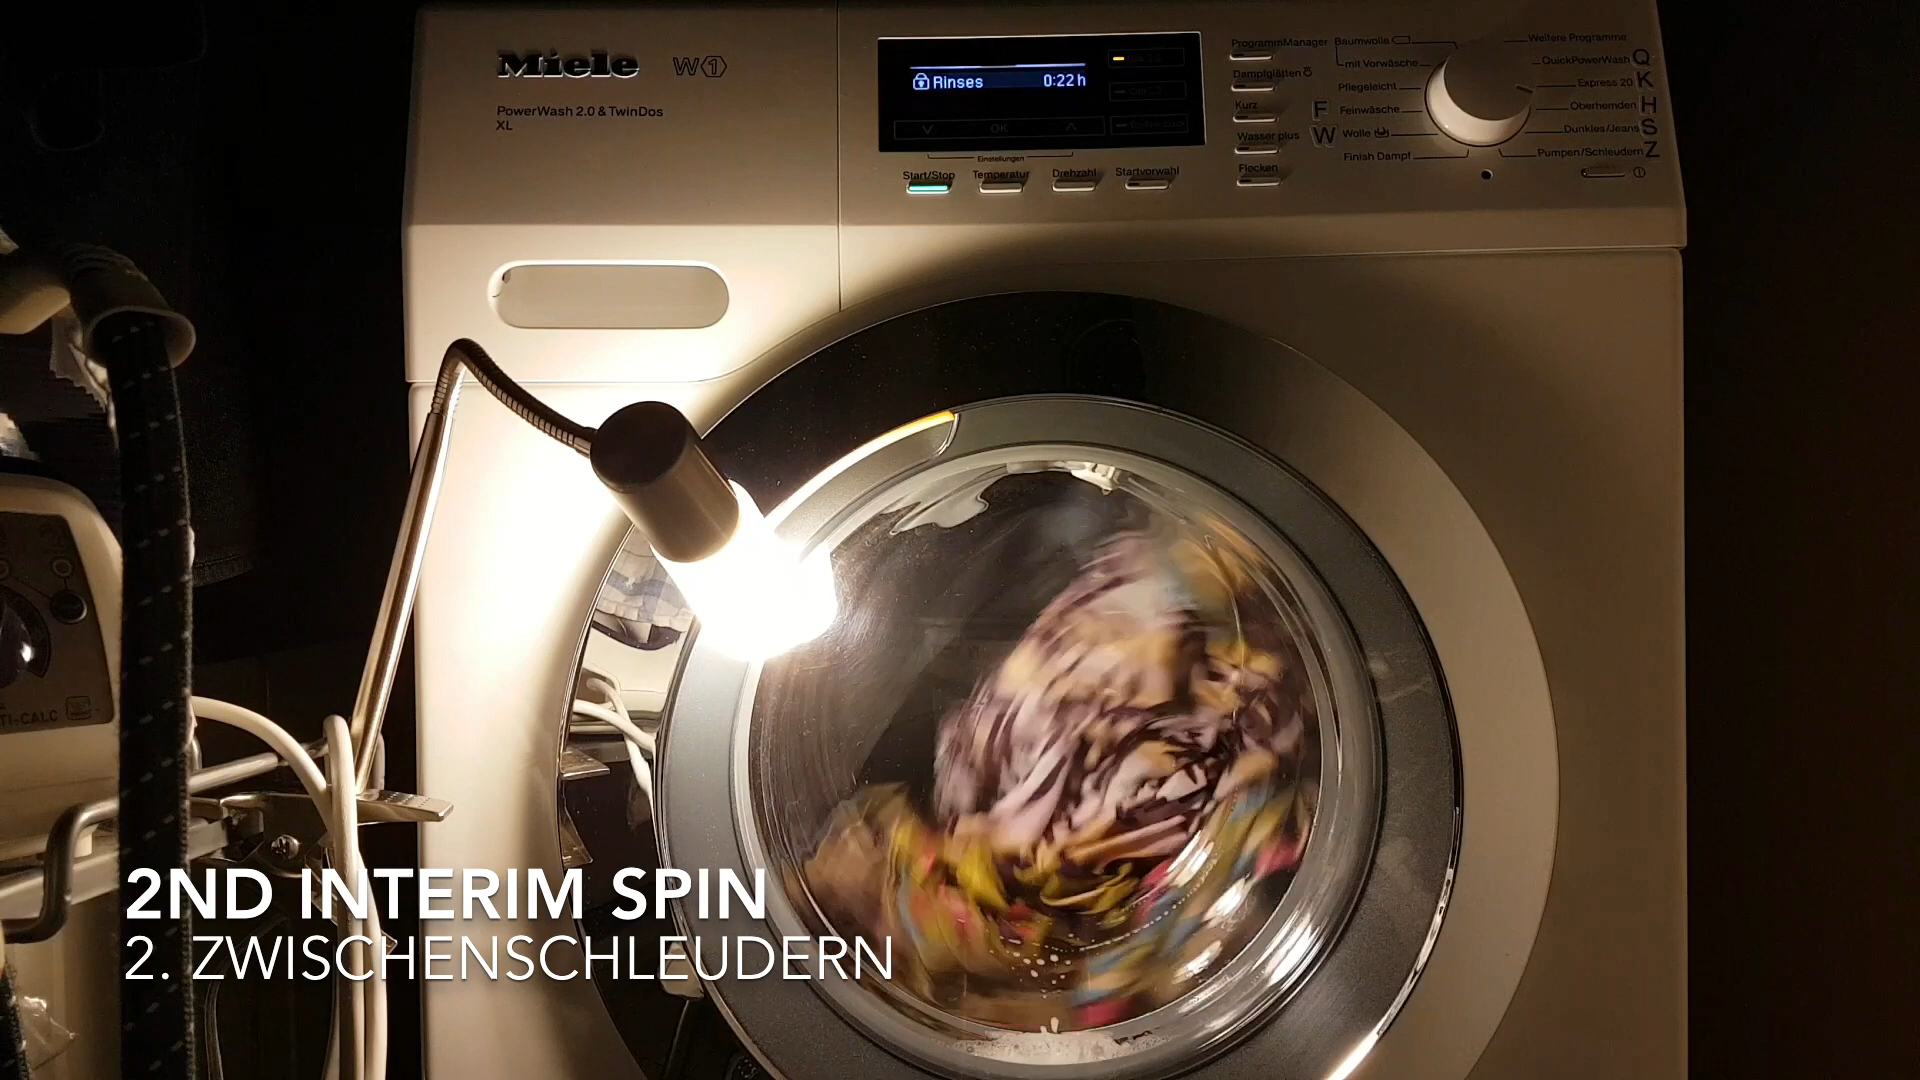 Miele W1
PowerWash 2.0 & TwinDos
XL
Rinses 0:22 h
OK
Einstellungen
Start/Stop Temperatur Drehzahl Startvorwahl
ProgrammManager
Dampfglätten
Kurz
Wasser plus
Flecken
F
W
Baumwolle
mit Vorwäsche
Pflegeleicht
Feinwäsche
Wolle
Finish Dampf
Weitere Programme
QuickPowerWash Q
Express 20 K
Oberhemden H
Dunkles/Jeans S
Pumpen/Schleudern Z
TI-CALC
2ND INTERIM SPIN
2. ZWISCHENSCHLEUDERN